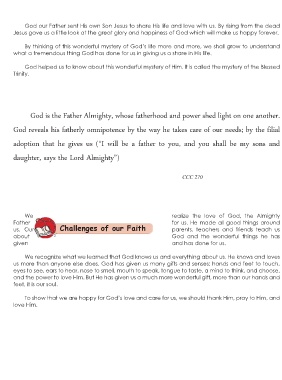 God our Father sent His own Son Jesus to share His life and love with us. By rising from the dead
Jesus gave us a little look at the great glory and happiness of God which will make us happy forever.
By thinking of this wonderful mystery of God's life more and more, we shall grow to understand
what a tremendous thing God has done for us in giving us a share in His life.
God helped us to know about this wonderful mystery of Him. It is called the mystery of the Blessed
Trinity.
God is the Father Almighty, whose fatherhood and power shed light on one another.
God reveals his fatherly omnipotence by the way he takes care of our needs; by the filial
adoption that he gives us ("I will be a father to you, and you shall be my sons and
daughter, says the Lord Almighty")
CCC 270
We realize the love of God, the Almighty
Father for us. He made all good things around
us. Our parents, teachers and friends teach us
about God and the wonderful things he has
given and has done for us.
Challenges of our Faith
We recognize what we learned that God knows us and everything about us. He knows and loves
us more than anyone else does. God has given us many gifts and senses: hands and feet to touch,
eyes to see, ears to hear, nose to smell, mouth to speak, tongue to taste, a mind to think, and choose,
and the power to love Him. But He has given us a much more wonderful gift, more than our hands and
feet, it is our soul.
To show that we are happy for God's love and care for us, we should thank Him, pray to Him, and
love Him.